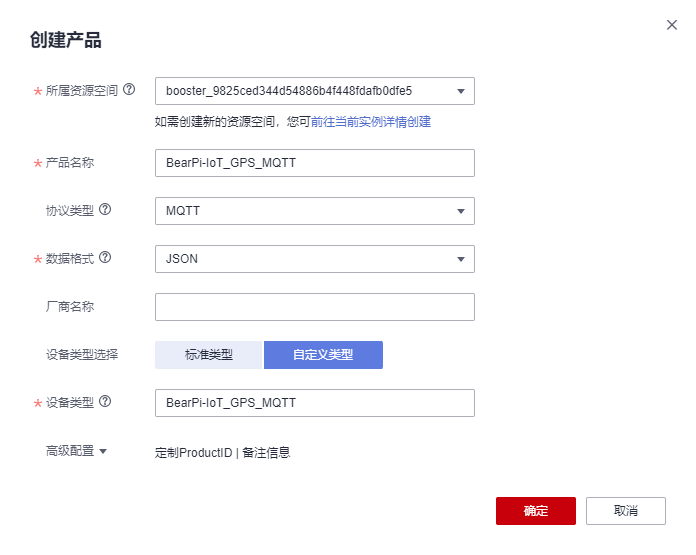 创建产品
* 所属资源空间 booster_9825ced344d54886b4f448fdafb0dfe5
如需创建新的资源空间，您可前往当前实例详情创建
* 产品名称 BearPi-IoT_GPS_MQTT
协议类型 MQTT
* 数据格式 JSON
厂商名称
设备类型选择 标准类型 自定义类型
* 设备类型 BearPi-IoT_GPS_MQTT
高级配置 定制ProductID | 备注信息
确定 取消